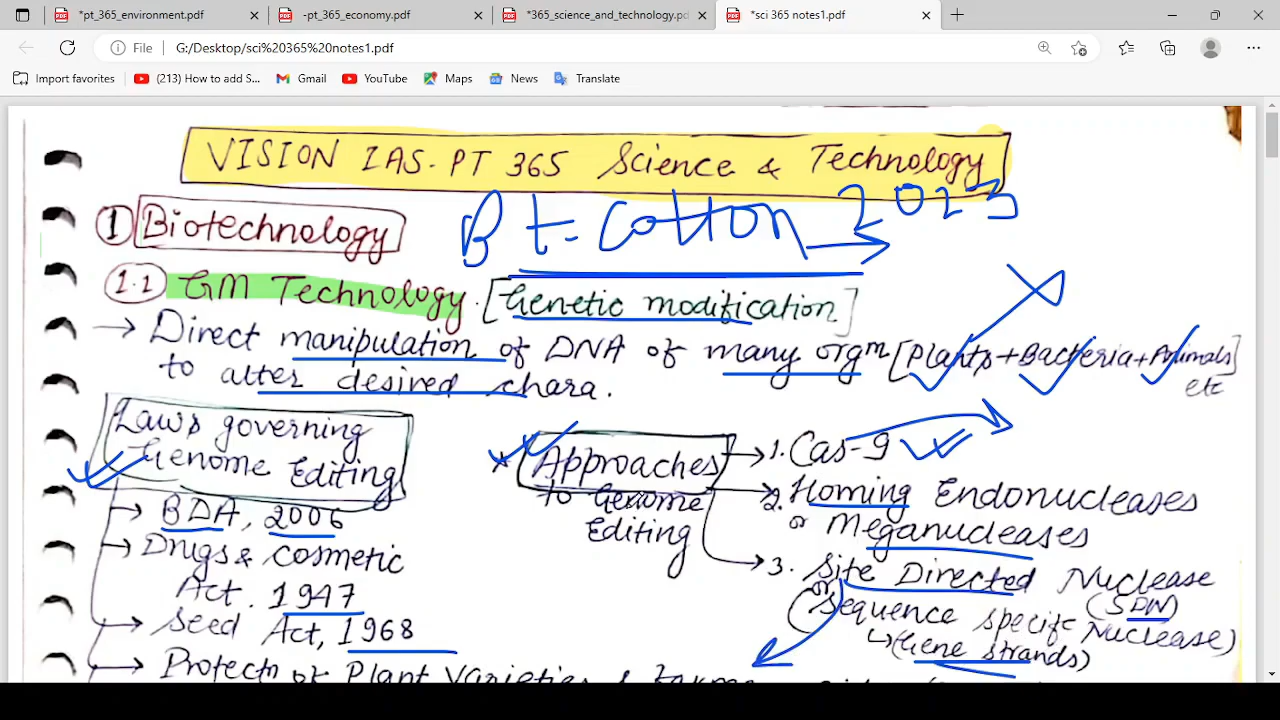 *pt_365_environment.pdf
-pt_365_economy.pdf
*365_science_and_technology.pd
*sci 365 notes1.pdf
File
G:/Desktop/sci%20365%20notes1.pdf
Import favorites
(213) How to add S...
Gmail
YouTube
Maps
News
Translate
VISION IAS-PT 365 Science & Technology
2023
① Biotechnology
Bt-Cotton →
1.1 GM Technology. [Genetic modification]
→ Direct manipulation of DNA of many orgm [Plants+Bacteria+Animals]
to alter desired chara. etc
Laws governing
Genome Editing
→ BDA, 2006
→ Drugs & Cosmetic
Act. 1947
→ Seed Act, 1968
→ Protectn of Plant Varieties &
* Approaches
to Genome
Editing
→ 1. Cas-9
→ 2. Homing Endonucleases
or Meganucleases
→ 3. Site Directed Nuclease
or (SDN)
(Sequence specific Nuclease)
↳ (Gene strands)